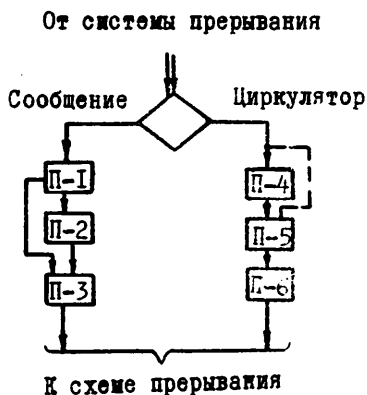 От системы прерывания
Сообщение
Циркулятор
П-1
П-2
П-3
П-4
П-5
П-6
К схеме прерывания